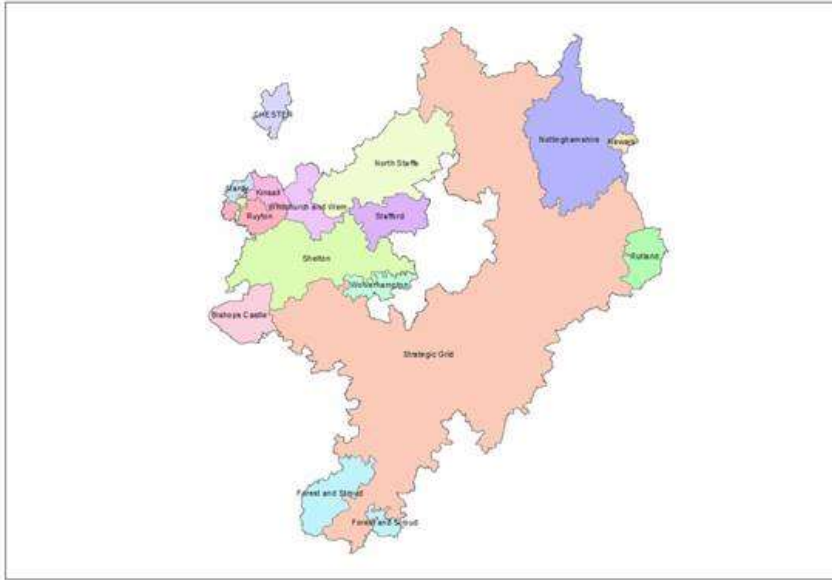 CHESTER
Nottinghamshire
Newark
North Staffs
Mardy
Kinsall
Whitchurch and Wem
Ruyton
Stafford
Shelton
Rutland
Wolverhampton
Bishops Castle
Strategic Grid
Forest and Stroud
Forest and Stroud